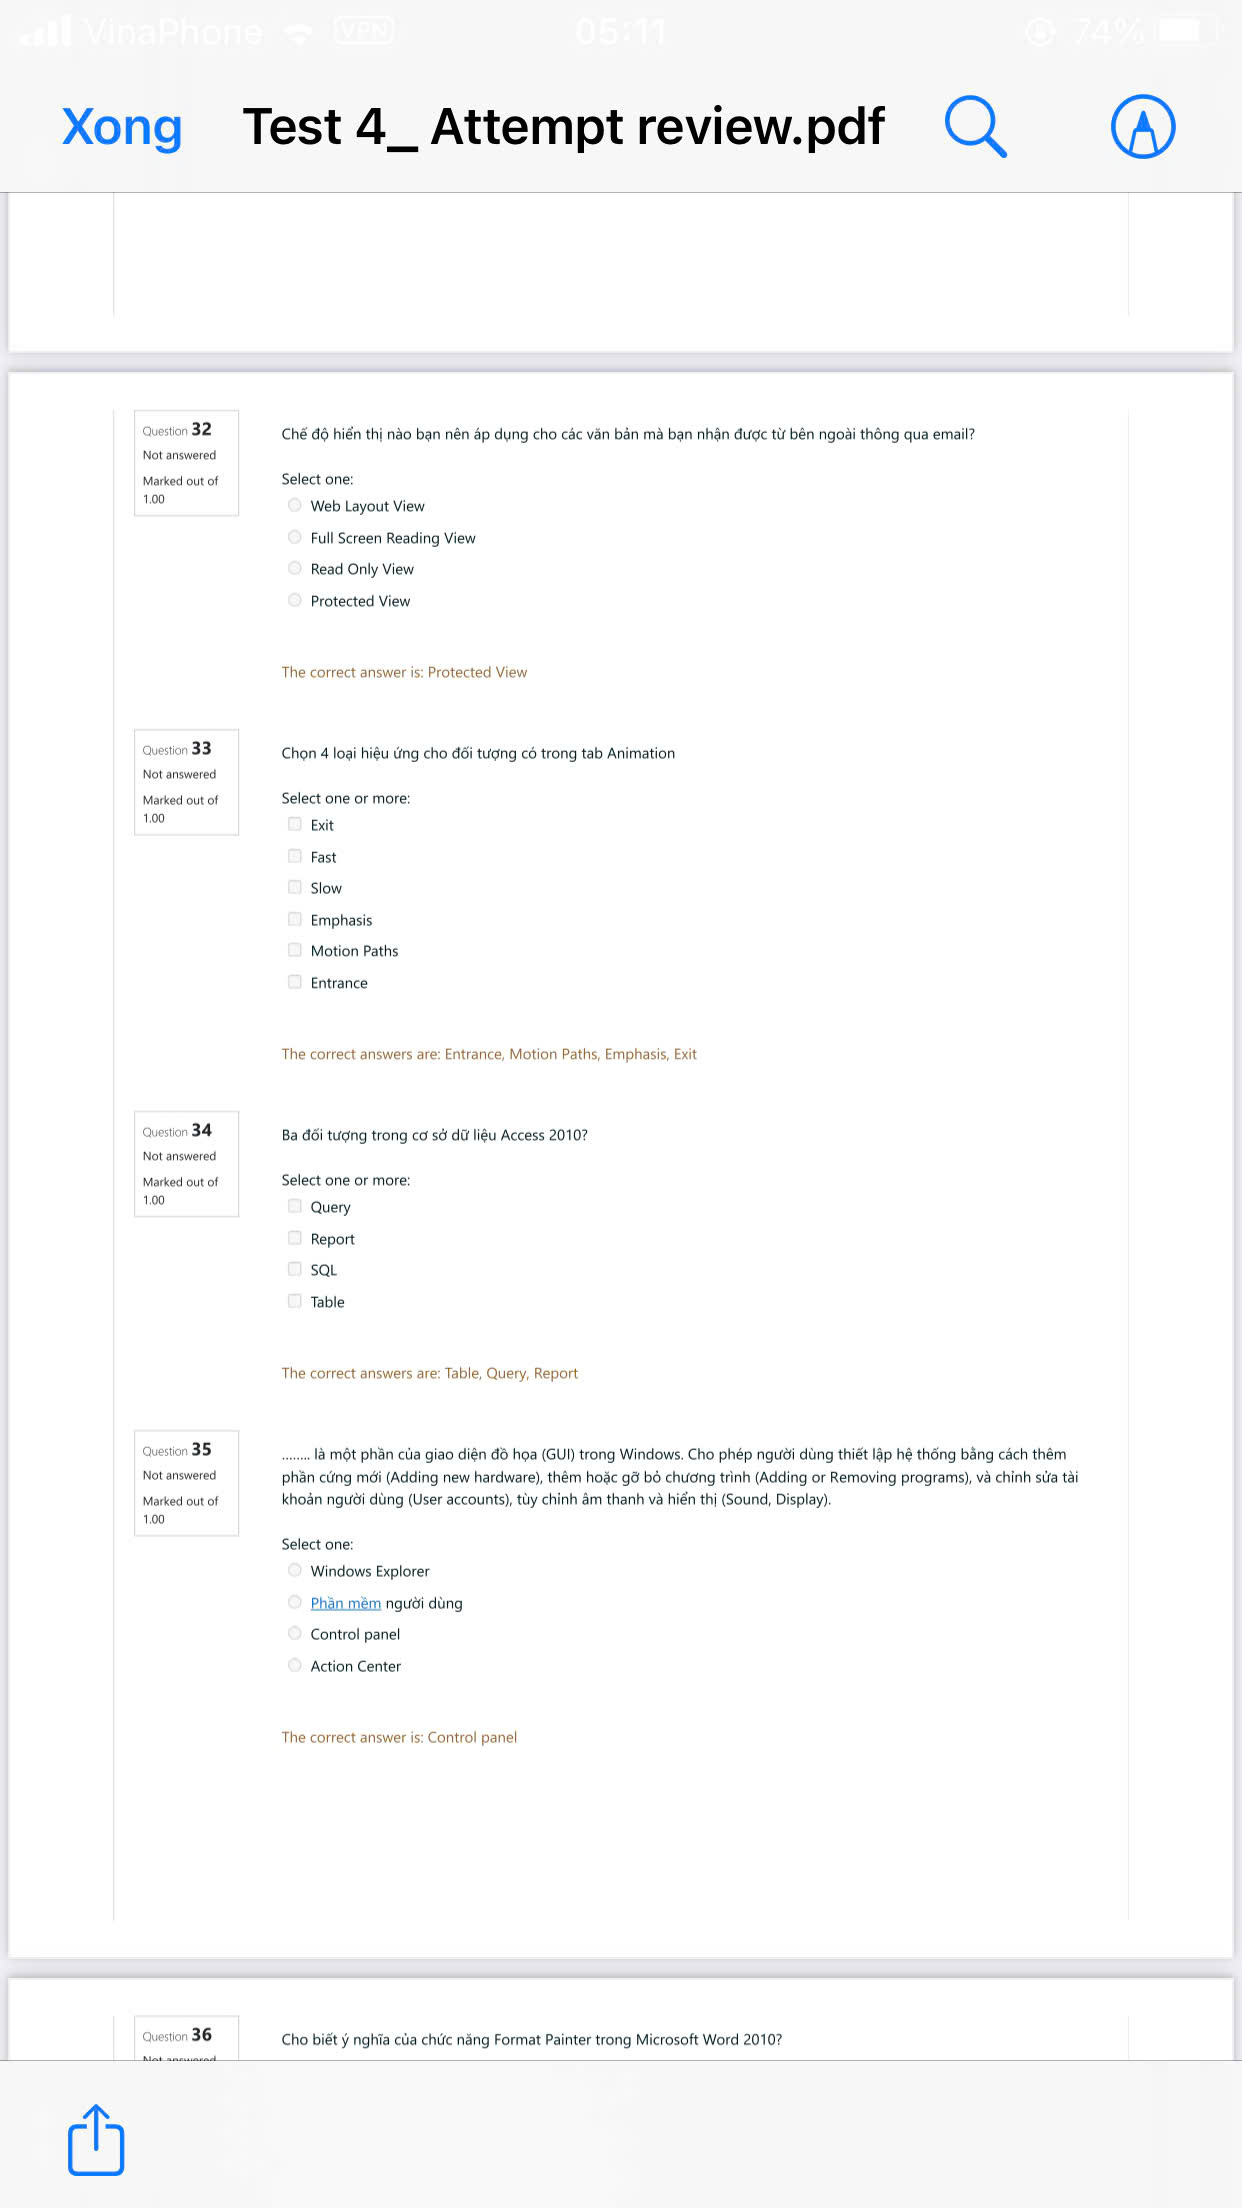 VinaPhone VPN 05:11 74%
Xong Test 4_ Attempt review.pdf
Question 32
Not answered
Marked out of
1.00
Chế độ hiển thị nào bạn nên áp dụng cho các văn bản mà bạn nhận được từ bên ngoài thông qua email?
Select one:
Web Layout View
Full Screen Reading View
Read Only View
Protected View
The correct answer is: Protected View
Question 33
Not answered
Marked out of
1.00
Chọn 4 loại hiệu ứng cho đối tượng có trong tab Animation
Select one or more:
Exit
Fast
Slow
Emphasis
Motion Paths
Entrance
The correct answers are: Entrance, Motion Paths, Emphasis, Exit
Question 34
Not answered
Marked out of
1.00
Ba đối tượng trong cơ sở dữ liệu Access 2010?
Select one or more:
Query
Report
SQL
Table
The correct answers are: Table, Query, Report
Question 35
Not answered
Marked out of
1.00
........ là một phần của giao diện đồ họa (GUI) trong Windows. Cho phép người dùng thiết lập hệ thống bằng cách thêm
phần cứng mới (Adding new hardware), thêm hoặc gỡ bỏ chương trình (Adding or Removing programs), và chỉnh sửa tài
khoản người dùng (User accounts), tùy chỉnh âm thanh và hiển thị (Sound, Display).
Select one:
Windows Explorer
Phần mềm người dùng
Control panel
Action Center
The correct answer is: Control panel
Question 36
Not answered
Cho biết ý nghĩa của chức năng Format Painter trong Microsoft Word 2010?